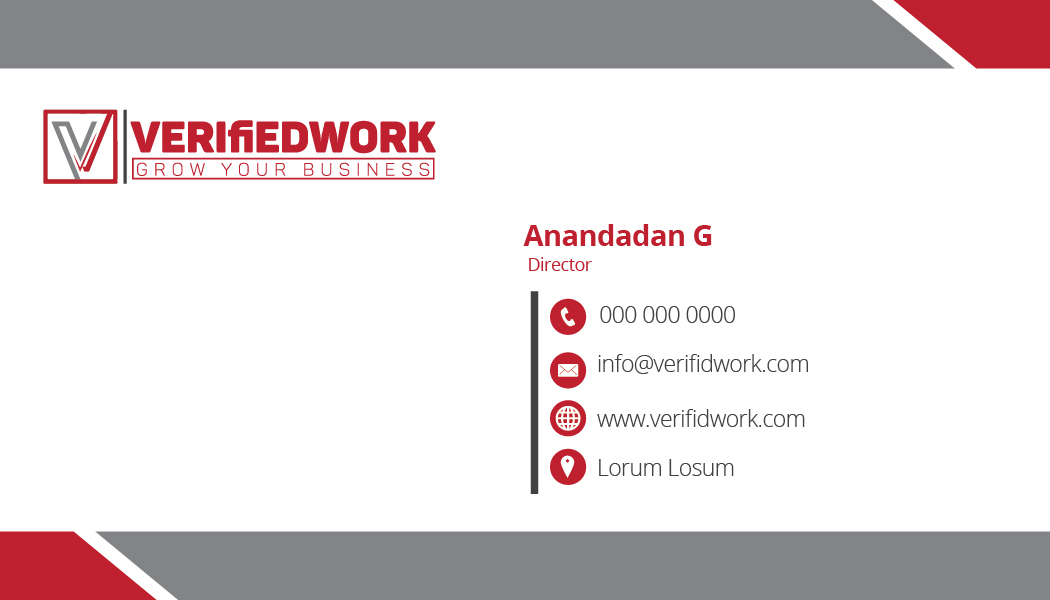 VERIFIEDWORK
GROW YOUR BUSINESS
Anandadan G
Director
000 000 0000
info@verifidwork.com
www.verifidwork.com
Lorum Losum